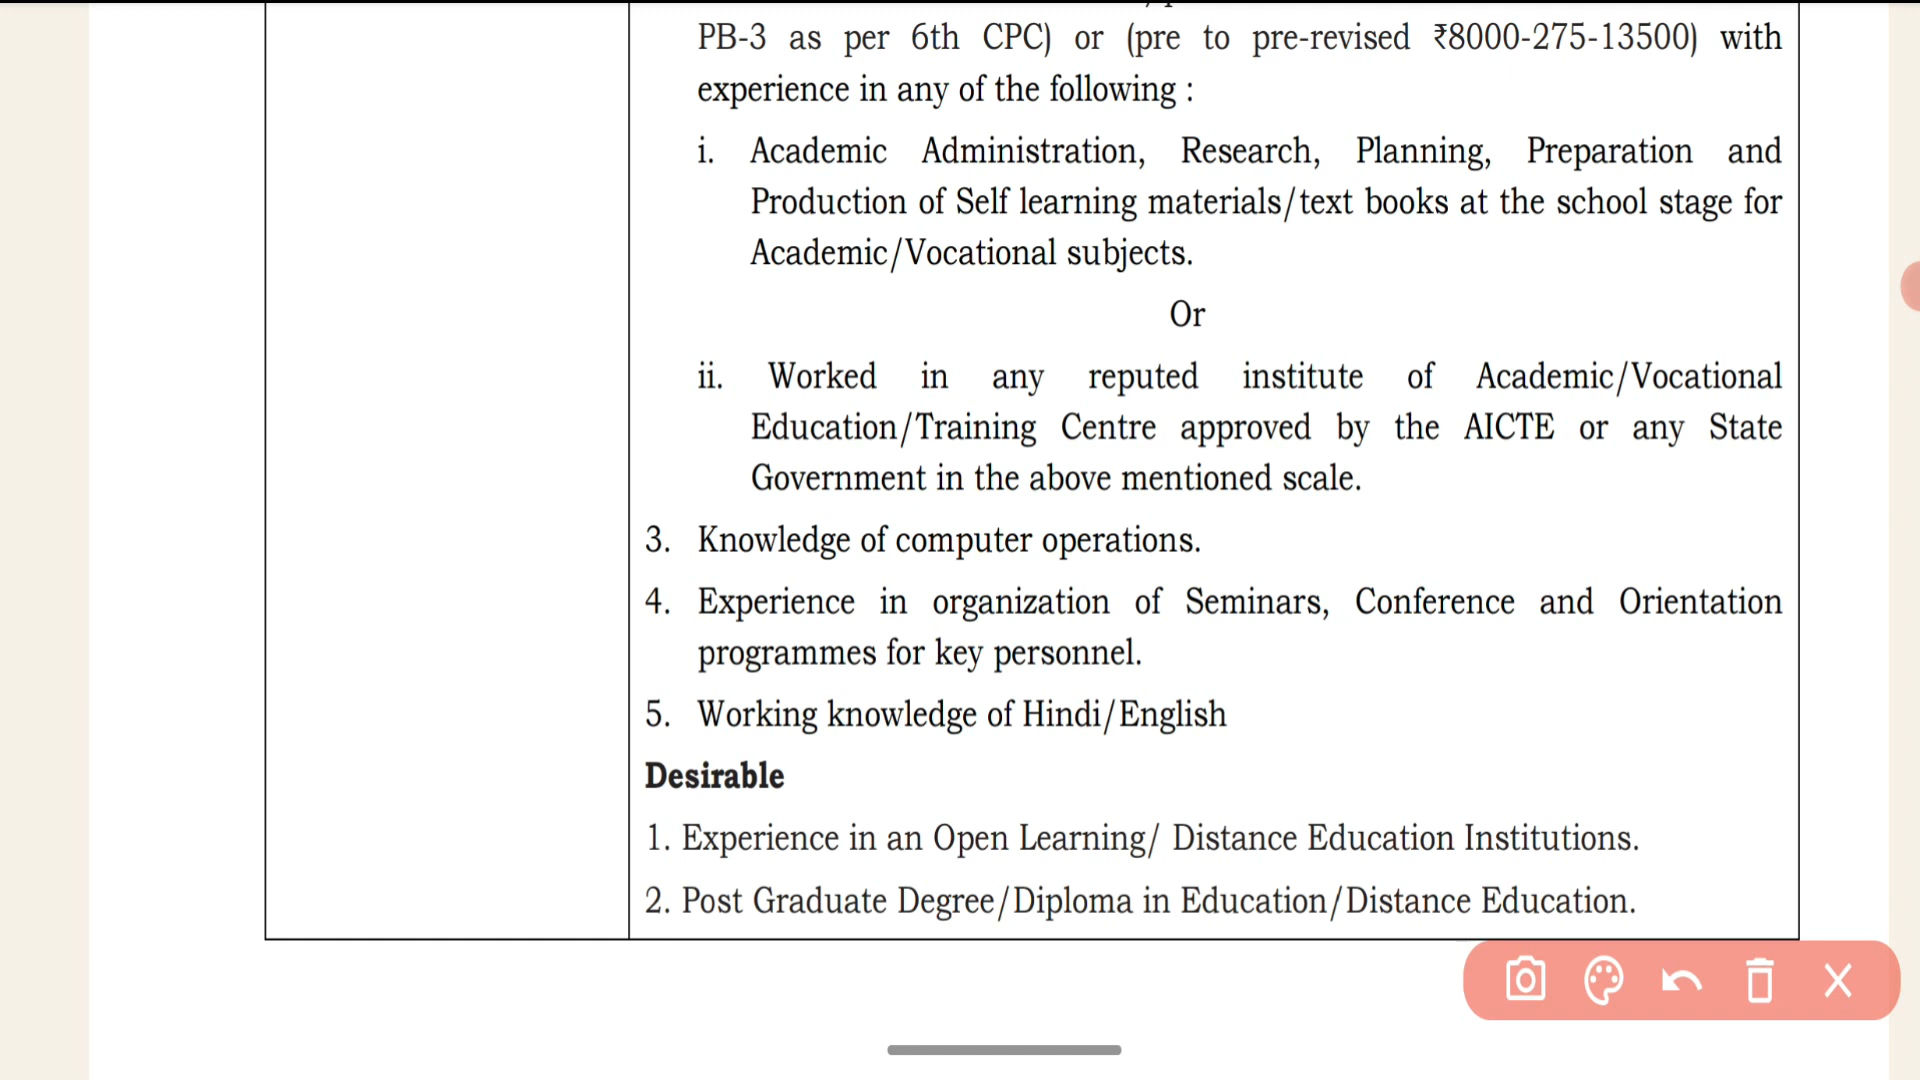 PB-3 as per 6th CPC) or (pre to pre-revised ₹8000-275-13500) with
experience in any of the following :
i. Academic Administration, Research, Planning, Preparation and
Production of Self learning materials/text books at the school stage for
Academic/Vocational subjects.
Or
ii. Worked in any reputed institute of Academic/Vocational
Education/Training Centre approved by the AICTE or any State
Government in the above mentioned scale.
3. Knowledge of computer operations.
4. Experience in organization of Seminars, Conference and Orientation
programmes for key personnel.
5. Working knowledge of Hindi/English
Desirable
1. Experience in an Open Learning/ Distance Education Institutions.
2. Post Graduate Degree/Diploma in Education/Distance Education.